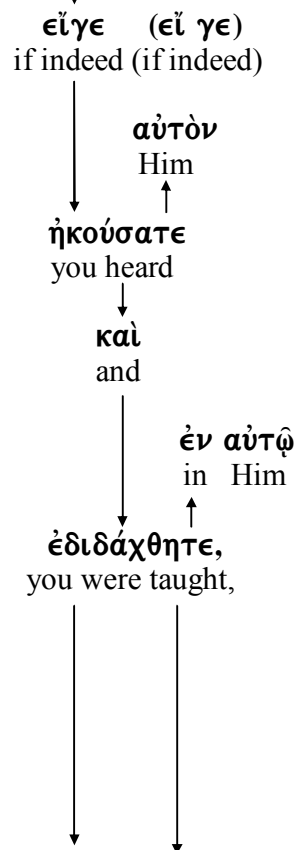 εἴγε (εἴ γε)
if indeed (if indeed)
αὐτὸν
Him
ἠκούσατε
you heard
καὶ
and
ἐν αὐτῷ
in Him
ἐδιδάχθητε,
you were taught,